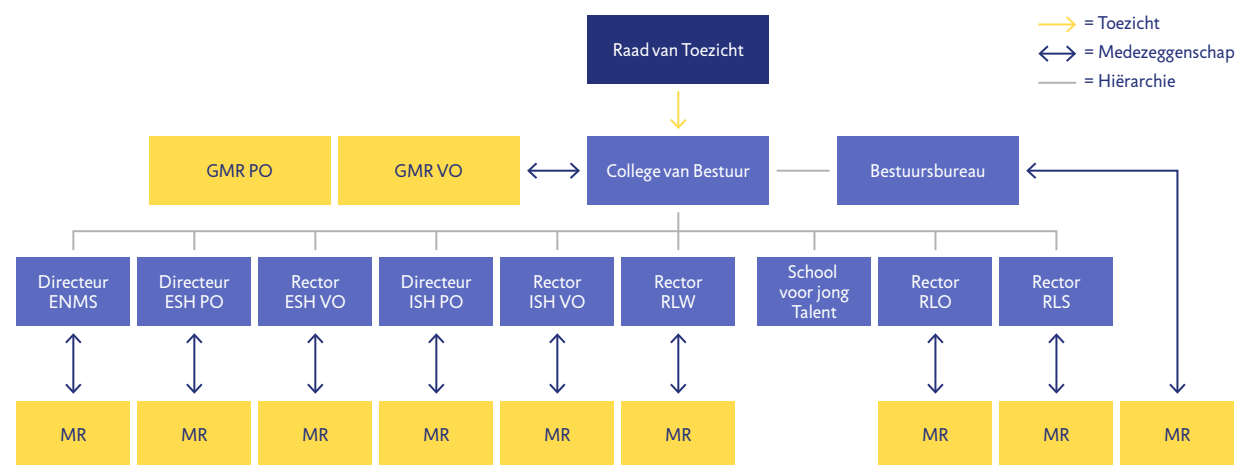 Raad van Toezicht
= Toezicht
= Medezeggenschap
= Hiërarchie
GMR PO
GMR VO
College van Bestuur
Bestuursbureau
Directeur
ENMS
Directeur
ESH PO
Rector
ESH VO
Directeur
ISH PO
Rector
ISH VO
Rector
RLW
School
voor jong
Talent
Rector
RLO
Rector
RLS
MR
MR
MR
MR
MR
MR
MR
MR
MR